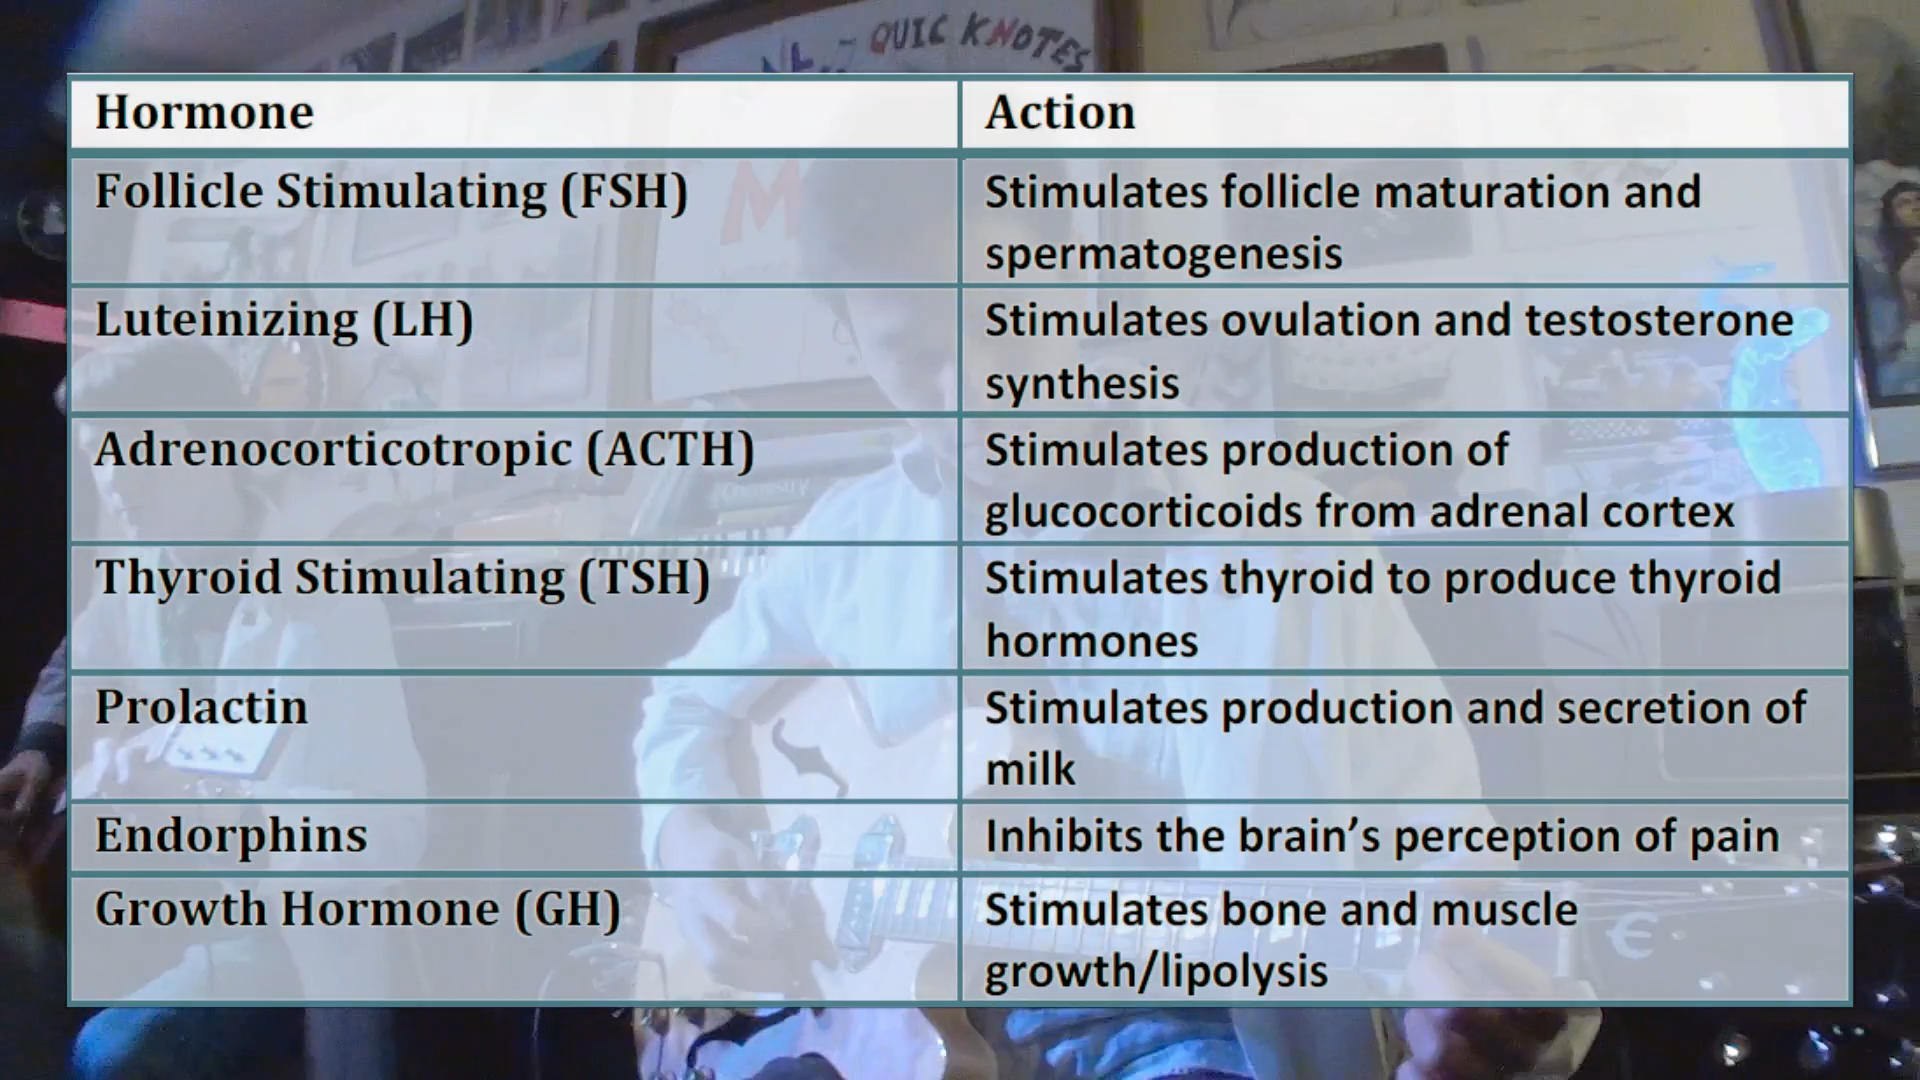 QUIC KNOTES
Hormone
Action
Follicle Stimulating (FSH)
Stimulates follicle maturation and
spermatogenesis
Luteinizing (LH)
Stimulates ovulation and testosterone
synthesis
Adrenocorticotropic (ACTH)
Stimulates production of
glucocorticoids from adrenal cortex
Thyroid Stimulating (TSH)
Stimulates thyroid to produce thyroid
hormones
Prolactin
Stimulates production and secretion of
milk
Endorphins
Inhibits the brain’s perception of pain
Growth Hormone (GH)
Stimulates bone and muscle
growth/lipolysis